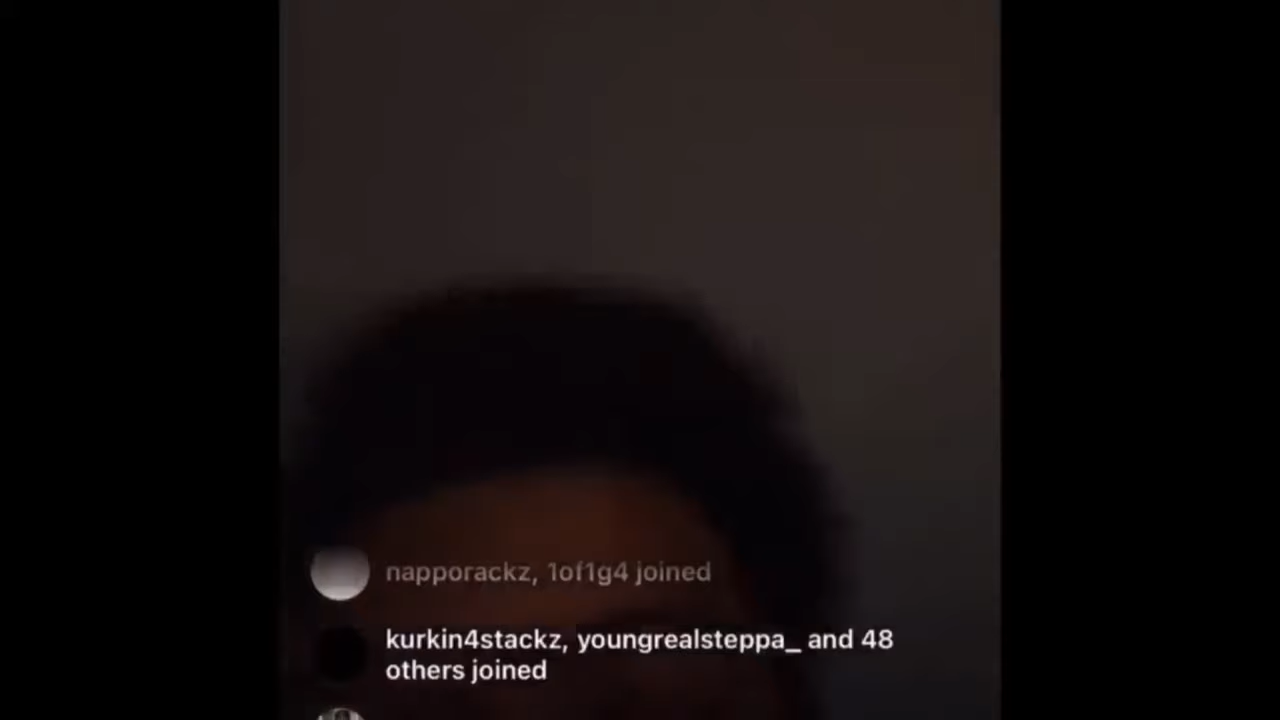 napporackz, 1of1g4 joined
kurkin4stackz, youngrealsteppa_ and 48
others joined